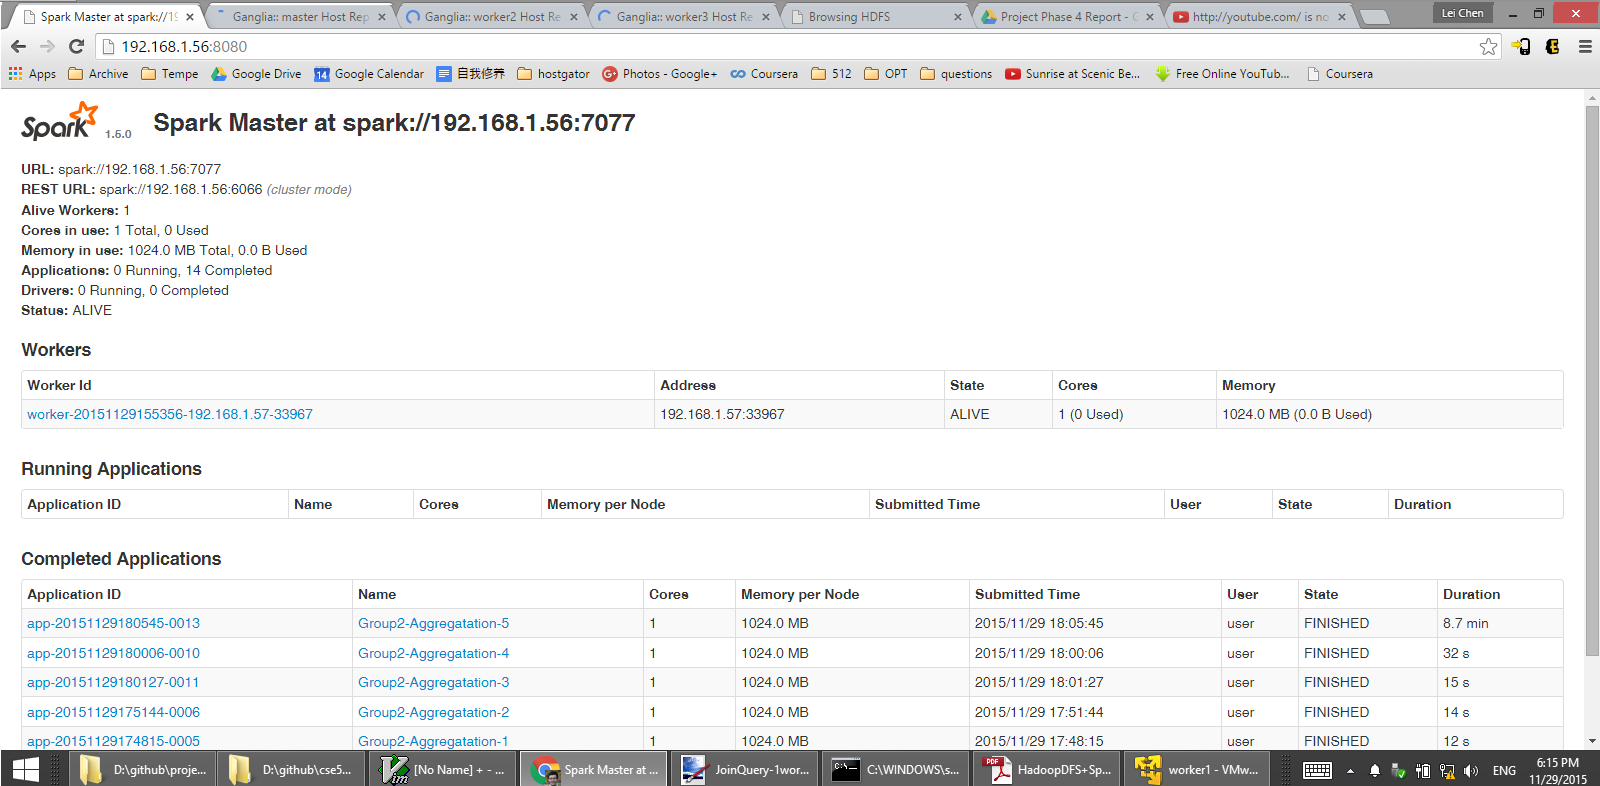 Spark Master at spark://19
Ganglia:: master Host Rep
Ganglia:: worker2 Host Re
Ganglia:: worker3 Host Re
Browsing HDFS
Project Phase 4 Report - G
http://youtube.com/ is no
Lei Chen
192.168.1.56:8080
Apps Archive Tempe Google Drive 14 Google Calendar 自我修养 hostgator Photos - Google+ Coursera 512 OPT questions Sunrise at Scenic Be... Free Online YouTub... Coursera
Spark 1.6.0 Spark Master at spark://192.168.1.56:7077
URL: spark://192.168.1.56:7077
REST URL: spark://192.168.1.56:6066 (cluster mode)
Alive Workers: 1
Cores in use: 1 Total, 0 Used
Memory in use: 1024.0 MB Total, 0.0 B Used
Applications: 0 Running, 14 Completed
Drivers: 0 Running, 0 Completed
Status: ALIVE
Workers
Worker Id Address State Cores Memory
worker-20151129155356-192.168.1.57-33967 192.168.1.57:33967 ALIVE 1 (0 Used) 1024.0 MB (0.0 B Used)
Running Applications
Application ID Name Cores Memory per Node Submitted Time User State Duration
Completed Applications
Application ID Name Cores Memory per Node Submitted Time User State Duration
app-20151129180545-0013 Group2-Aggregatation-5 1 1024.0 MB 2015/11/29 18:05:45 user FINISHED 8.7 min
app-20151129180006-0010 Group2-Aggregatation-4 1 1024.0 MB 2015/11/29 18:00:06 user FINISHED 32 s
app-20151129180127-0011 Group2-Aggregatation-3 1 1024.0 MB 2015/11/29 18:01:27 user FINISHED 15 s
app-20151129175144-0006 Group2-Aggregatation-2 1 1024.0 MB 2015/11/29 17:51:44 user FINISHED 14 s
app-20151129174815-0005 Group2-Aggregatation-1 1 1024.0 MB 2015/11/29 17:48:15 user FINISHED 12 s
D:\github\proje... D:\github\cse5... [No Name] + - ... Spark Master at ... JoinQuery-1wor... C:\WINDOWS\s... PDF HadoopDFS+Sp... worker1 - VMw... ENG 6:15 PM
11/29/2015